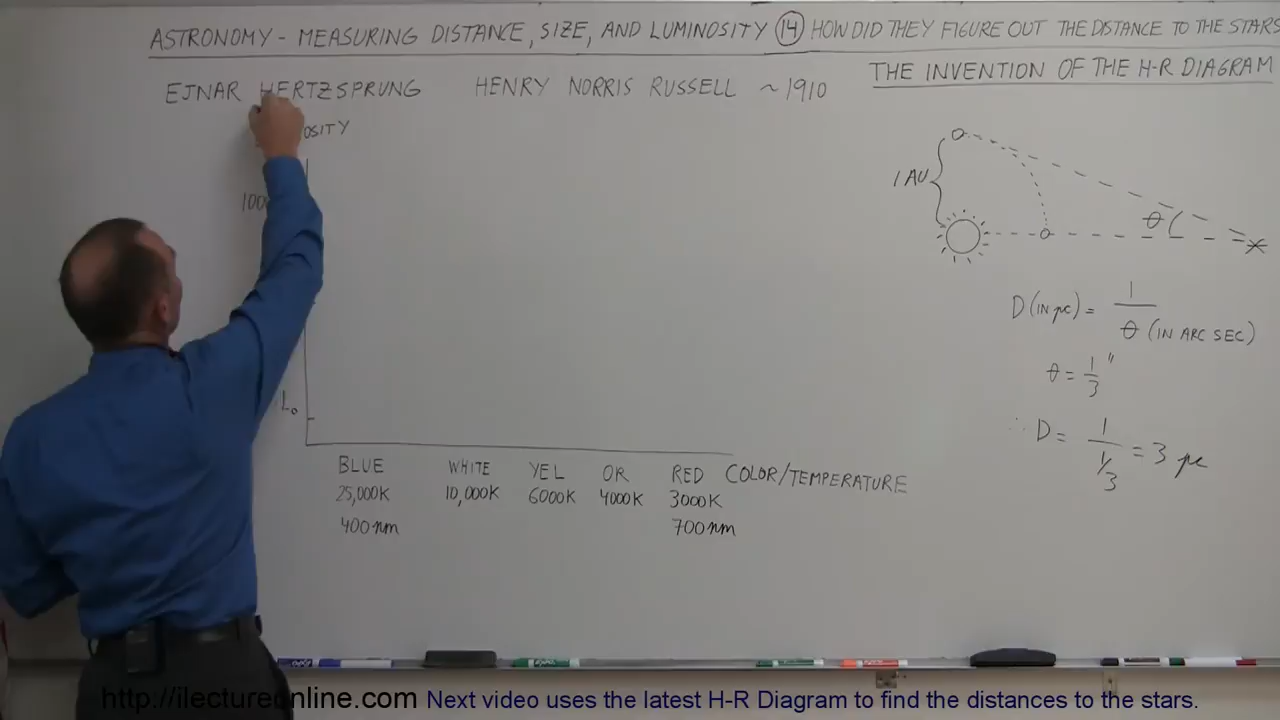 ASTRONOMY - MEASURING DISTANCE, SIZE, AND LUMINOSITY 14 HOW DID THEY FIGURE OUT THE DISTANCE TO THE STARS
THE INVENTION OF THE H-R DIAGRAM
EJNAR HERTZSPRUNG HENRY NORRIS RUSSELL ~1910
1 AU
θ
D (IN pc) = 1 / θ (IN ARC SEC)
θ = 1/3 "
∴ D = 1 / 1/3 = 3 pc
L₀
BLUE WHITE YEL OR RED COLOR/TEMPERATURE
25,000K 10,000K 6000K 4000K 3000K
400nm 700nm
http://ilectureonline.com Next video uses the latest H-R Diagram to find the distances to the stars.